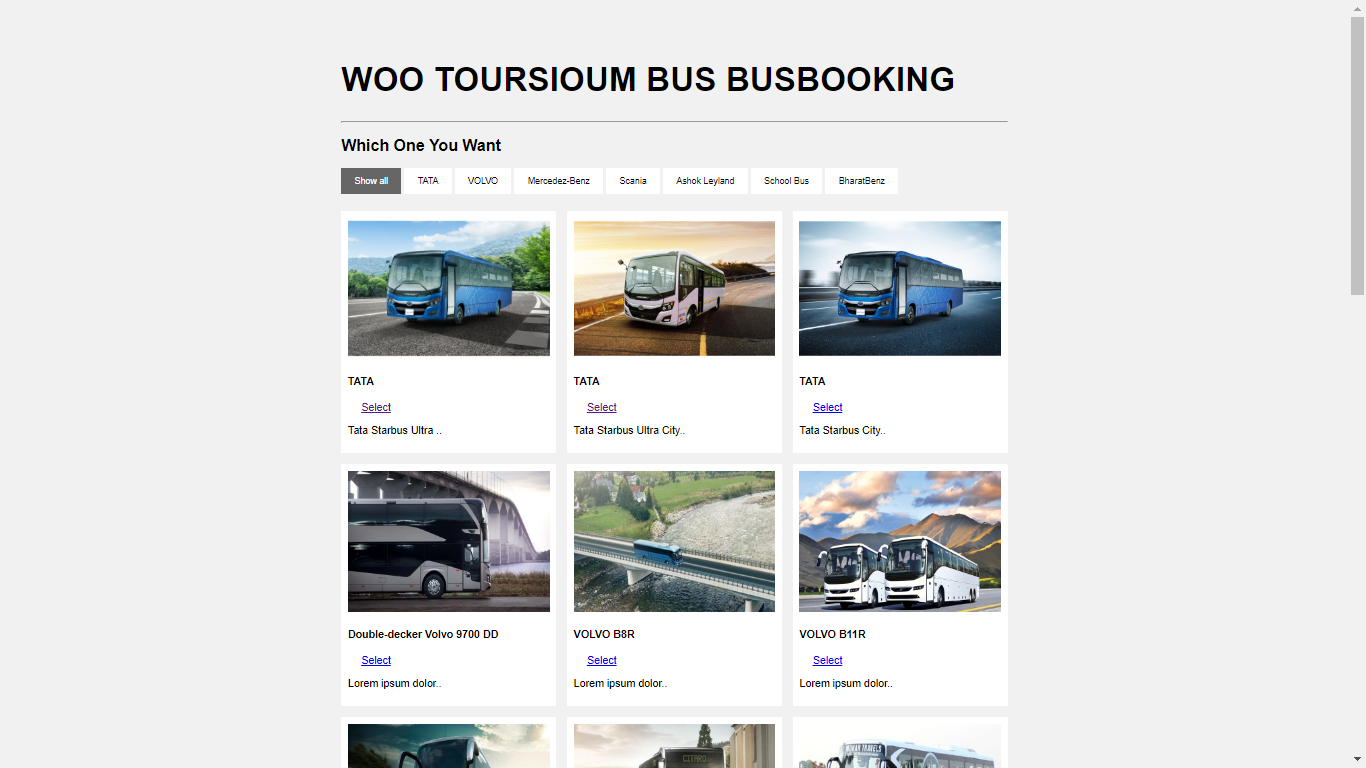 WOO TOURSIOUM BUS BUSBOOKING
Which One You Want
Show all TATA VOLVO Mercedez-Benz Scania Ashok Leyland School Bus BharatBenz
TATA TATA TATA
Select Select Select
Tata Starbus Ultra .. Tata Starbus Ultra City.. Tata Starbus City..
Double-decker Volvo 9700 DD VOLVO B8R VOLVO B11R
Select Select Select
Lorem ipsum dolor.. Lorem ipsum dolor.. Lorem ipsum dolor..
CITARO TRAVELS